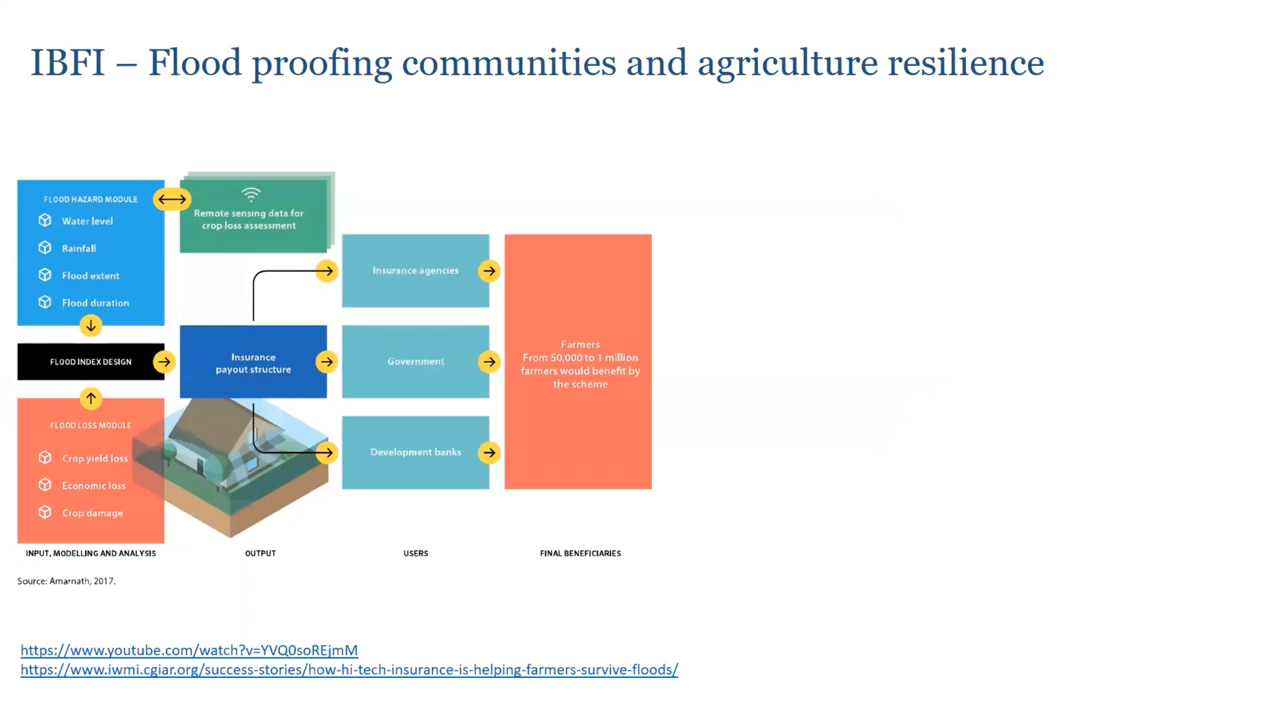 IBFI – Flood proofing communities and agriculture resilience
FLOOD HAZARD MODULE
Water level
Rainfall
Flood extent
Flood duration
Remote sensing data for
crop loss assessment
FLOOD INDEX DESIGN
Insurance
payout structure
FLOOD LOSS MODULE
Crop yield loss
Economic loss
Crop damage
Insurance agencies
Government
Development banks
Farmers
From 50,000 to 1 million
farmers would benefit by
the scheme
INPUT, MODELLING AND ANALYSIS
OUTPUT
USERS
FINAL BENEFICIARIES
Source: Amarnath, 2017.
https://www.youtube.com/watch?v=YVQ0soREjmM
https://www.iwmi.cgiar.org/success-stories/how-hi-tech-insurance-is-helping-farmers-survive-floods/